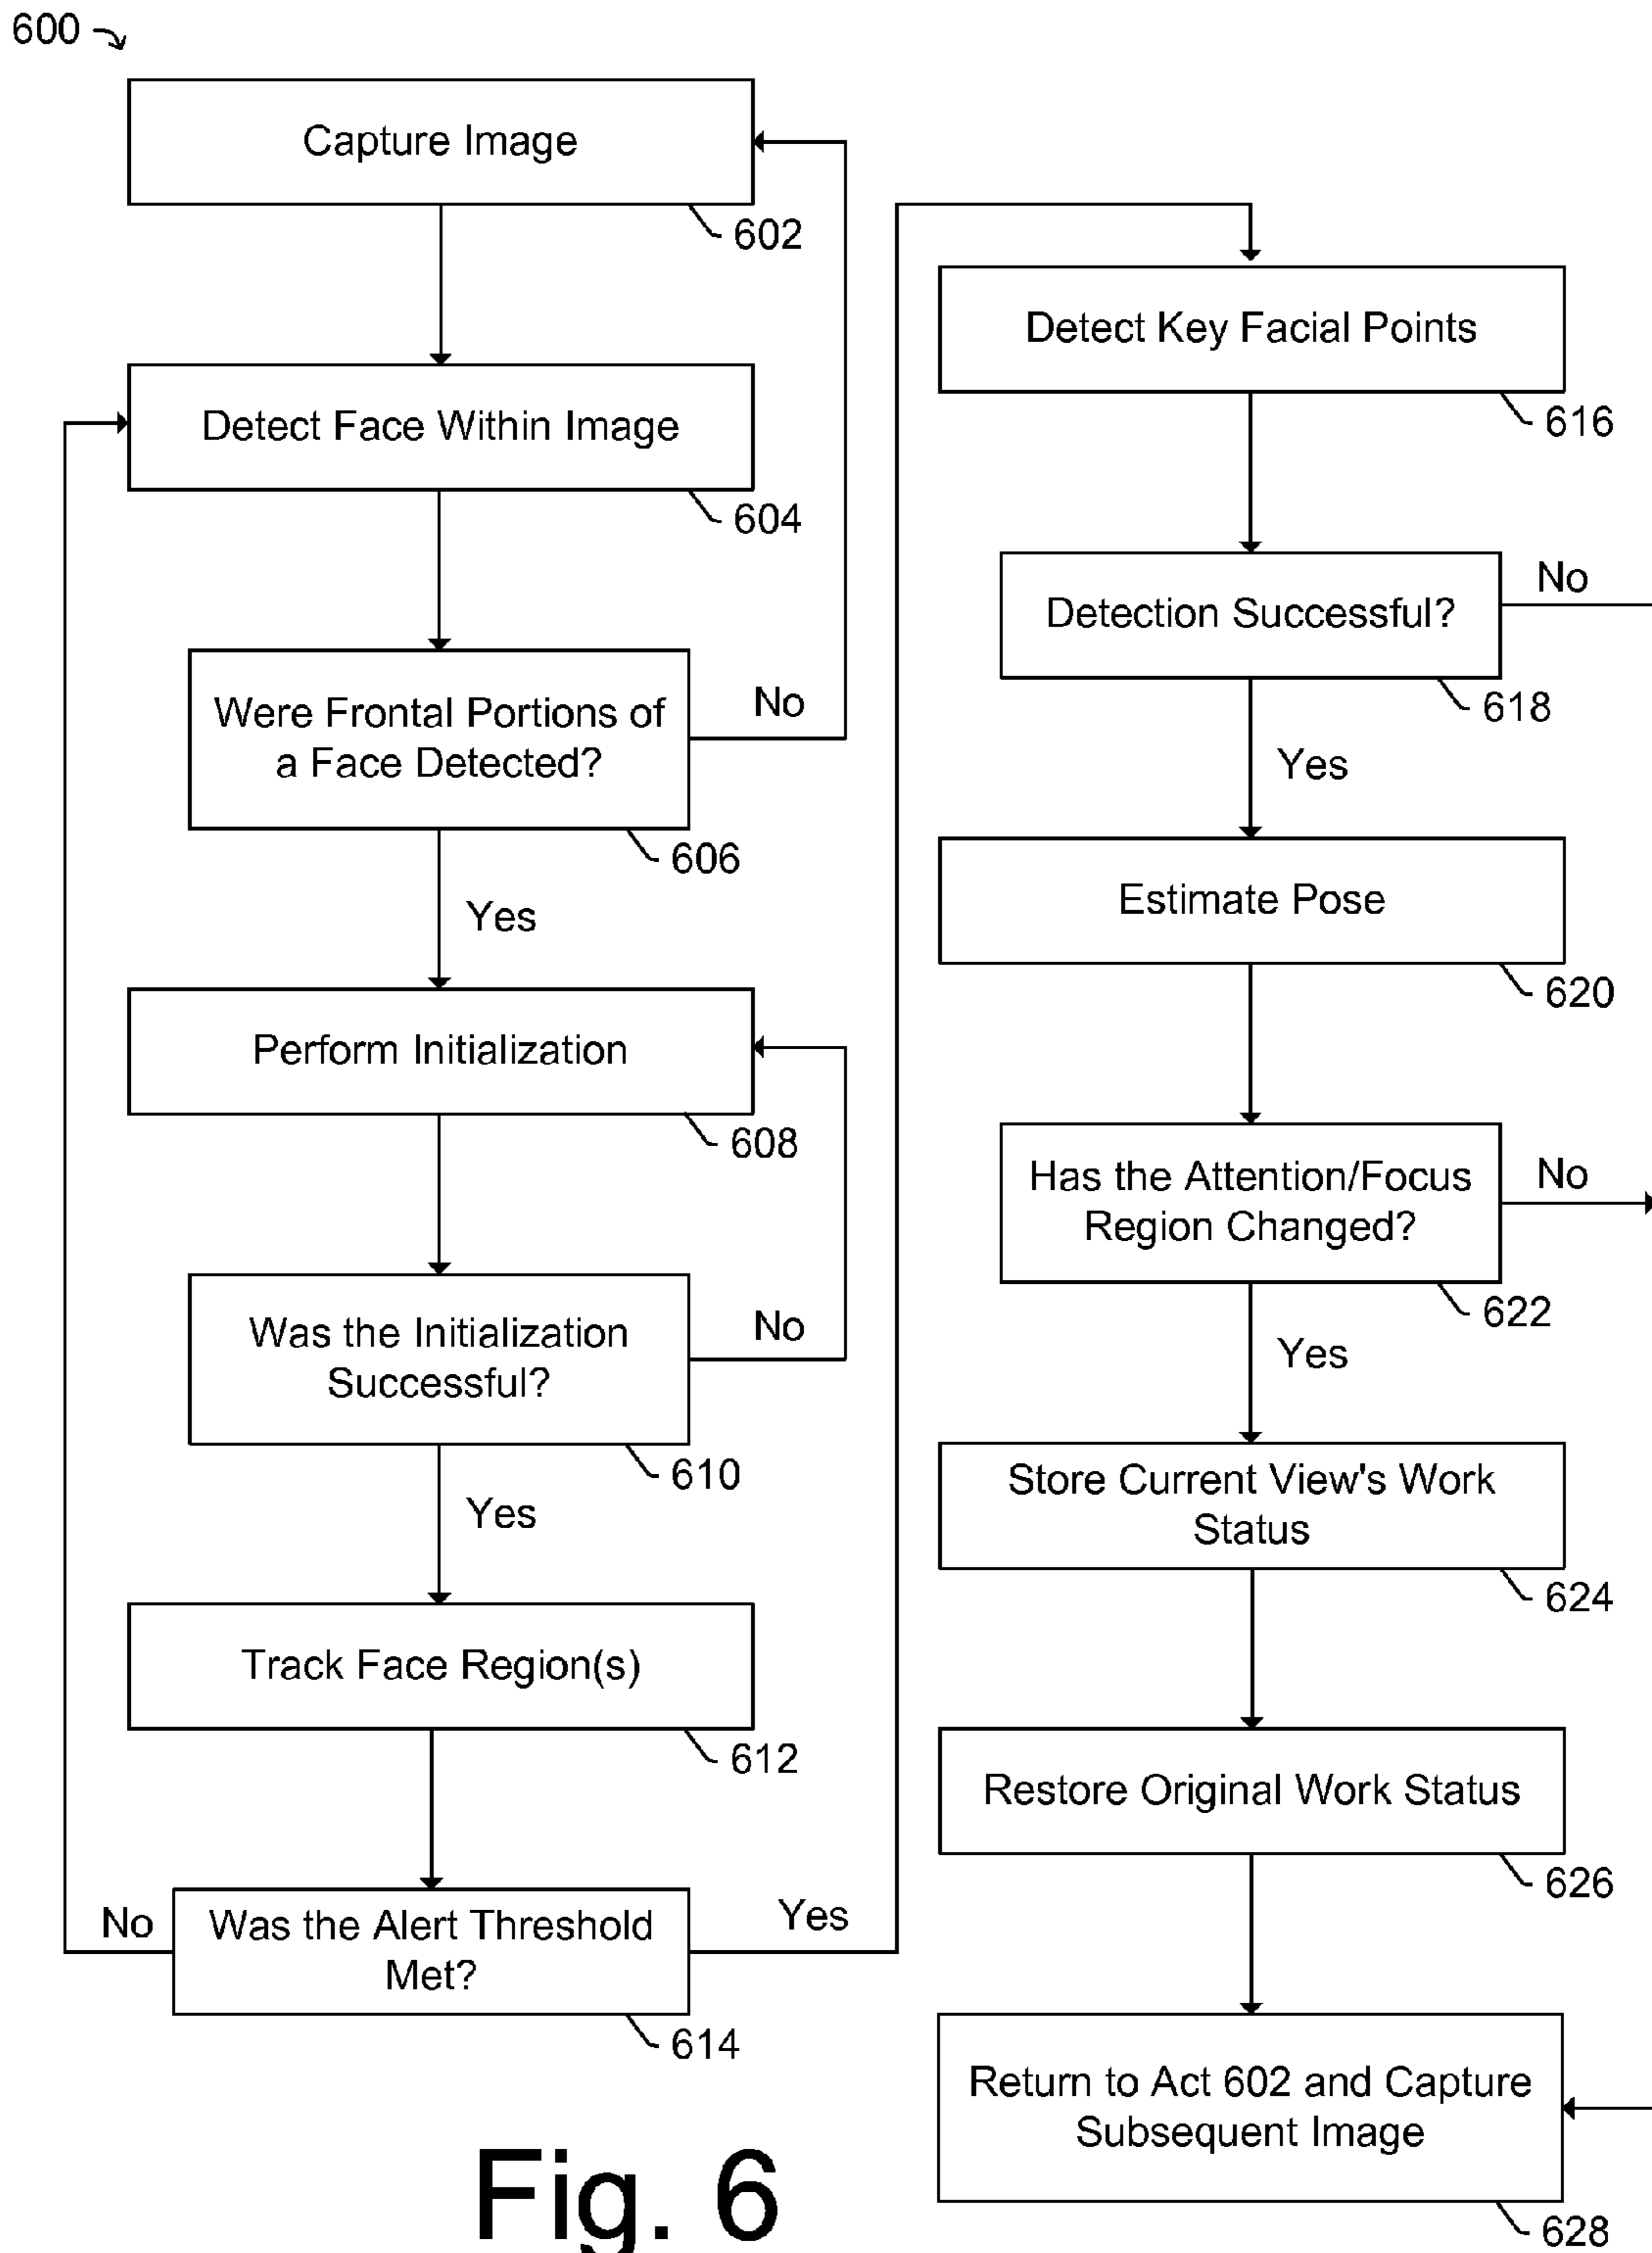 600
Capture Image
602
Detect Face Within Image
604
Were Frontal Portions of
a Face Detected?
No
606
Yes
Perform Initialization
608
Was the Initialization
Successful?
No
610
Yes
Track Face Region(s)
612
No
Was the Alert Threshold
Met?
Yes
614
Detect Key Facial Points
616
Detection Successful?
No
618
Yes
Estimate Pose
620
Has the Attention/Focus
Region Changed?
No
622
Yes
Store Current View's Work
Status
624
Restore Original Work Status
626
Return to Act 602 and Capture
Subsequent Image
628
Fig. 6